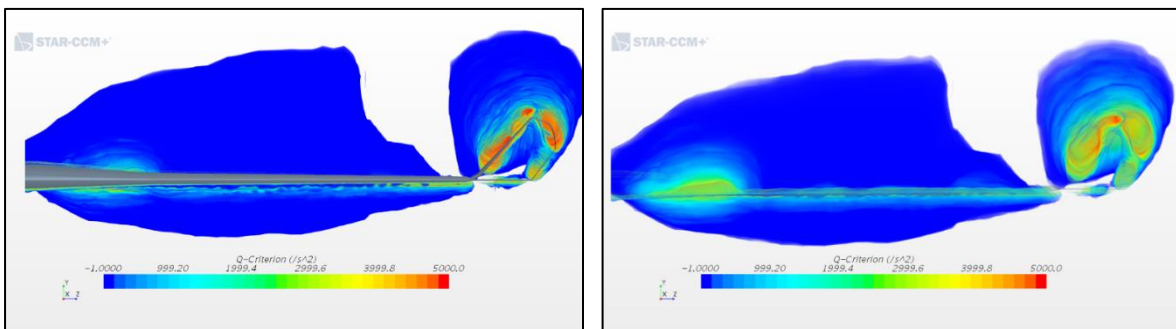 STAR-CCM+
Q-Criterion (/s^2)
-1.0000 999.20 1999.4 2999.6 3999.8 5000.0
Y
X Z
STAR-CCM+
Q-Criterion (/s^2)
-1.0000 999.20 1999.4 2999.6 3999.8 5000.0
Y
X Z